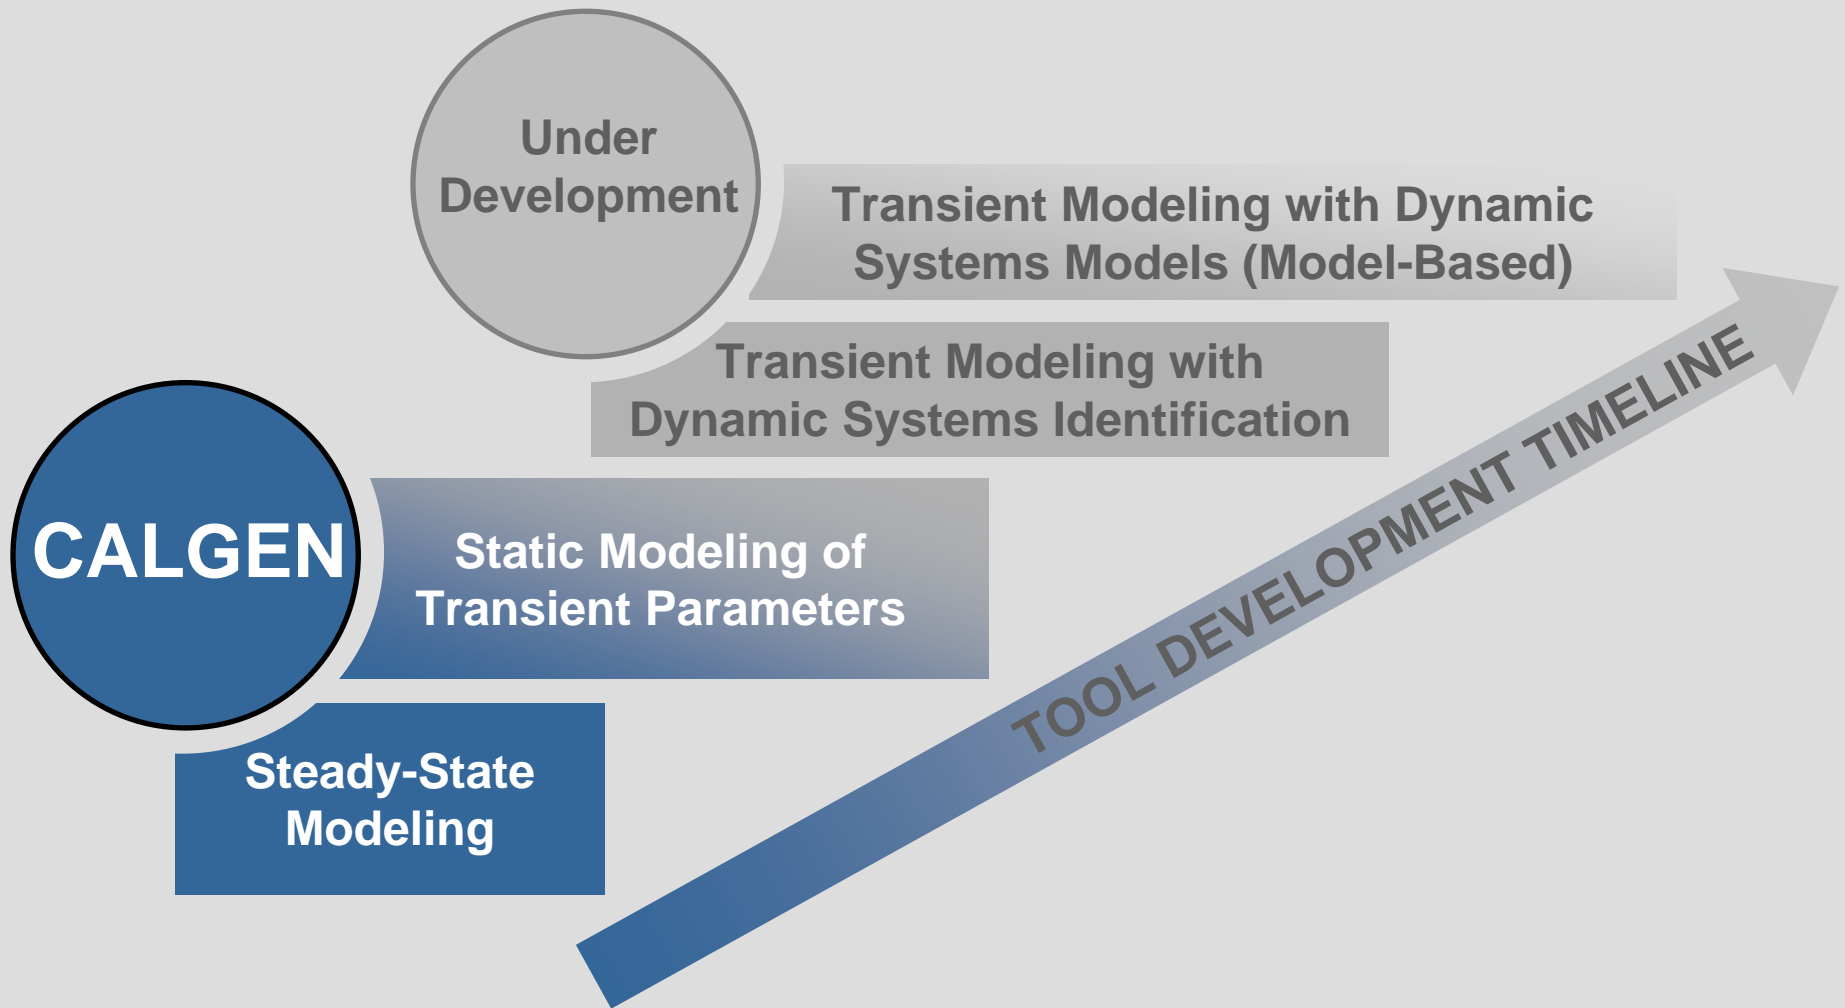 Under
Development
Transient Modeling with Dynamic
Systems Models (Model-Based)
Transient Modeling with
Dynamic Systems Identification
CALGEN
Static Modeling of
Transient Parameters
Steady-State
Modeling
TOOL DEVELOPMENT TIMELINE